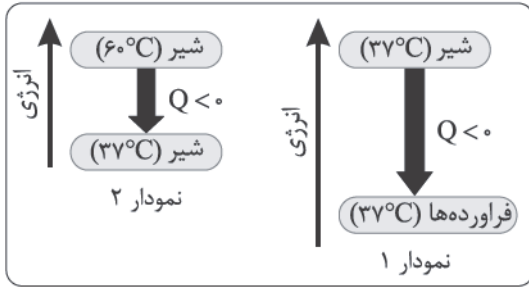 انرژی
شیر (۳۷°C)
Q < ۰
فراورده‌ها (۳۷°C)
نمودار ۱
انرژی
شیر (۶۰°C)
Q < ۰
شیر (۳۷°C)
نمودار ۲